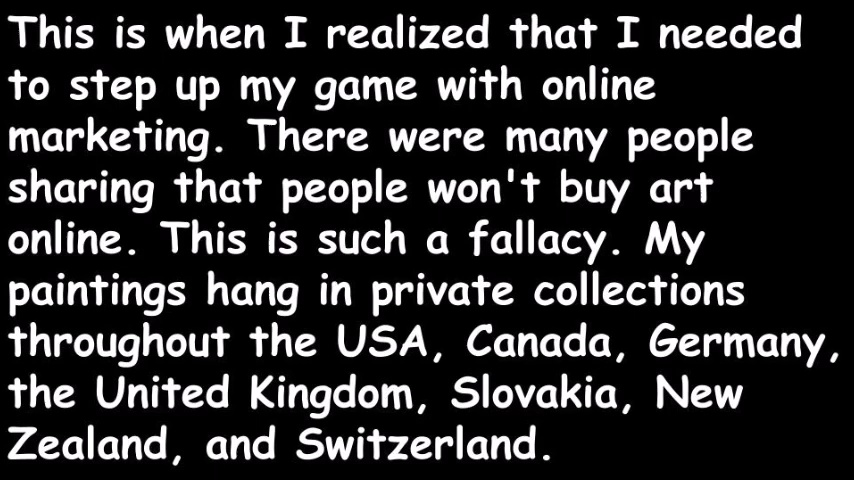 This is when I realized that I needed
to step up my game with online
marketing. There were many people
sharing that people won't buy art
online. This is such a fallacy. My
paintings hang in private collections
throughout the USA, Canada, Germany,
the United Kingdom, Slovakia, New
Zealand, and Switzerland.